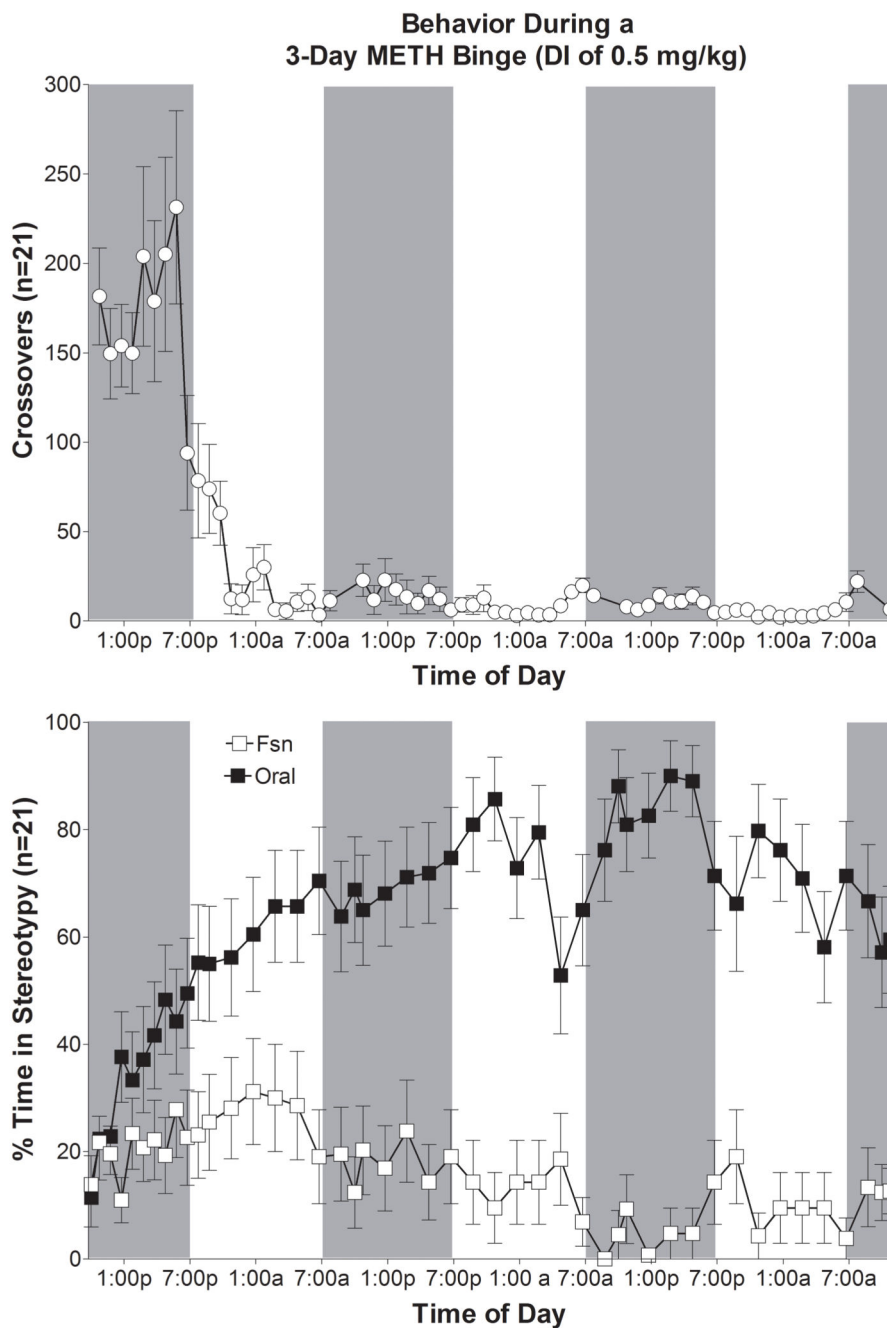 Behavior During a
3-Day METH Binge (DI of 0.5 mg/kg)
300
250
200
150
100
50
0
Crossovers (n=21)
1:00p 7:00p 1:00a 7:00a 1:00p 7:00p 1:00a 7:00a 1:00p 7:00p 1:00a 7:00a
Time of Day
100
80
60
40
20
0
% Time in Stereotypy (n=21)
Fsn
Oral
1:00p 7:00p 1:00a 7:00a 1:00p 7:00p 1:00 a 7:00a 1:00p 7:00p 1:00a 7:00a
Time of Day